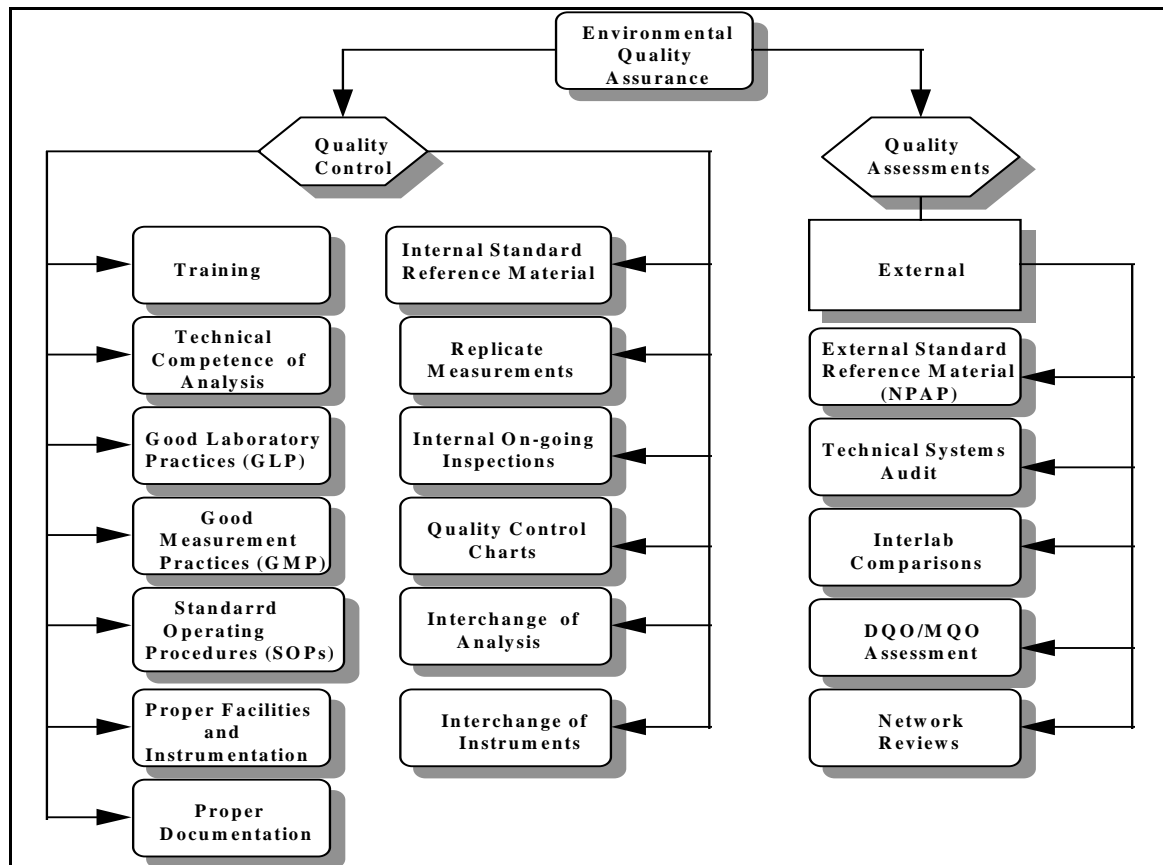 Environmental
Quality
Assurance
Quality
Control
Quality
Assessments
Training
Technical
Competence of
Analysis
Good Laboratory
Practices (GLP)
Good
Measurement
Practices (GMP)
Standarrd
Operating
Procedures (SOPs)
Proper Facilities
and
Instrumentation
Proper
Documentation
Internal Standard
Reference Material
Replicate
Measurements
Internal On-going
Inspections
Quality Control
Charts
Interchange of
Analysis
Interchange of
Instruments
External
External Standard
Reference Material
(NPAP)
Technical Systems
Audit
Interlab
Comparisons
DQO/MQO
Assessment
Network
Reviews